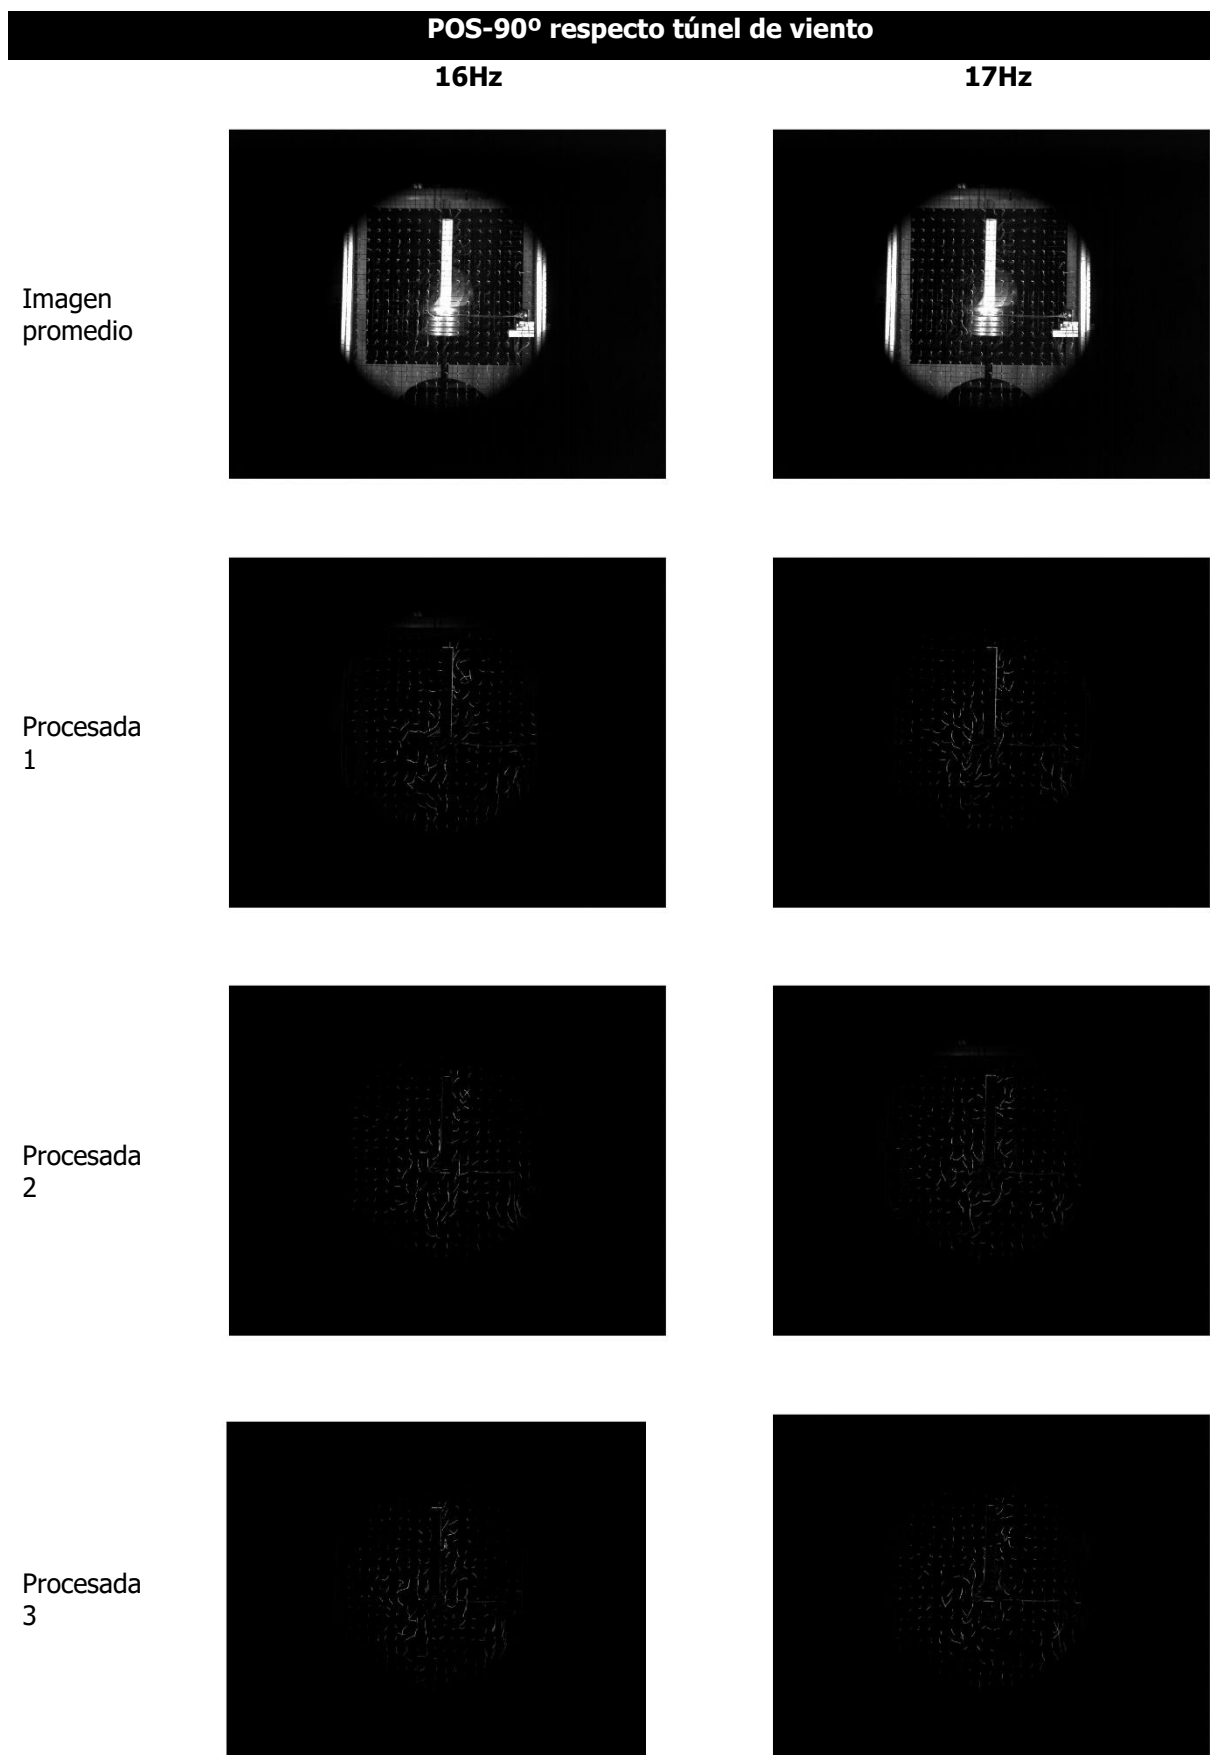 POS-90º respecto túnel de viento
16Hz
17Hz
Imagen
promedio
Procesada
1
Procesada
2
Procesada
3